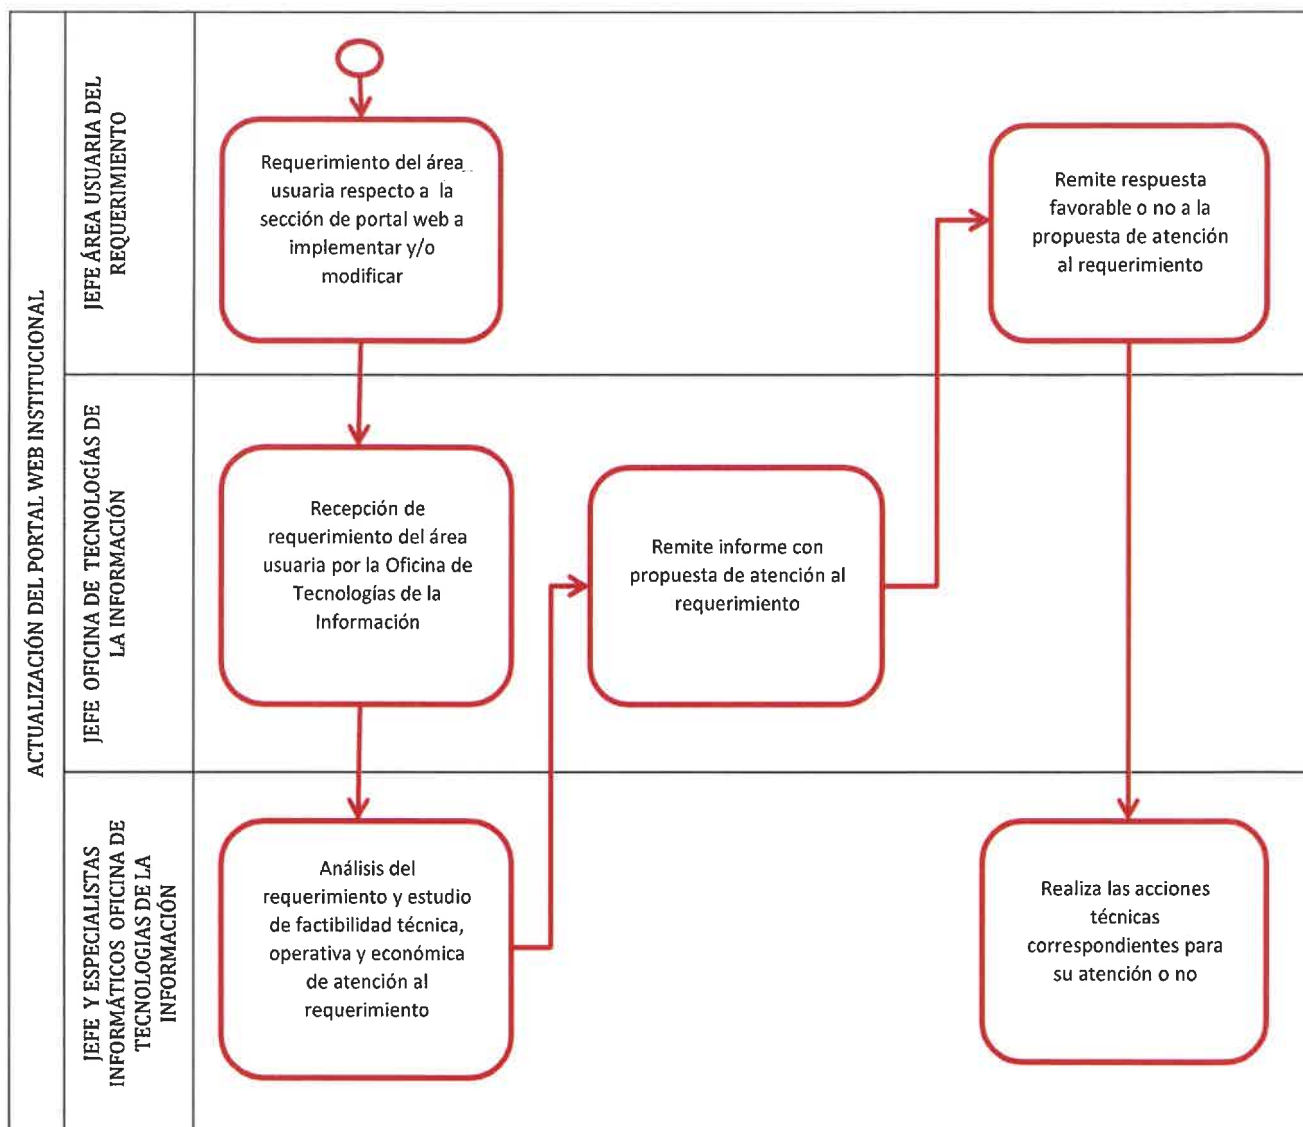 ACTUALIZACIÓN DEL PORTAL WEB INSTITUCIONAL
JEFE ÁREA USUARIA DEL
REQUERIMIENTO
Requerimiento del área
usuaria respecto a la
sección de portal web a
implementar y/o
modificar
Remite respuesta
favorable o no a la
propuesta de atención
al requerimiento
JEFE OFICINA DE TECNOLOGÍAS DE
LA INFORMACIÓN
Recepción de
requerimiento del área
usuaria por la Oficina de
Tecnologías de la
Información
Remite informe con
propuesta de atención al
requerimiento
JEFE Y ESPECIALISTAS
INFORMÁTICOS OFICINA DE
TECNOLOGIAS DE LA
INFORMACIÓN
Análisis del
requerimiento y estudio
de factibilidad técnica,
operativa y económica
de atención al
requerimiento
Realiza las acciones
técnicas
correspondientes para
su atención o no